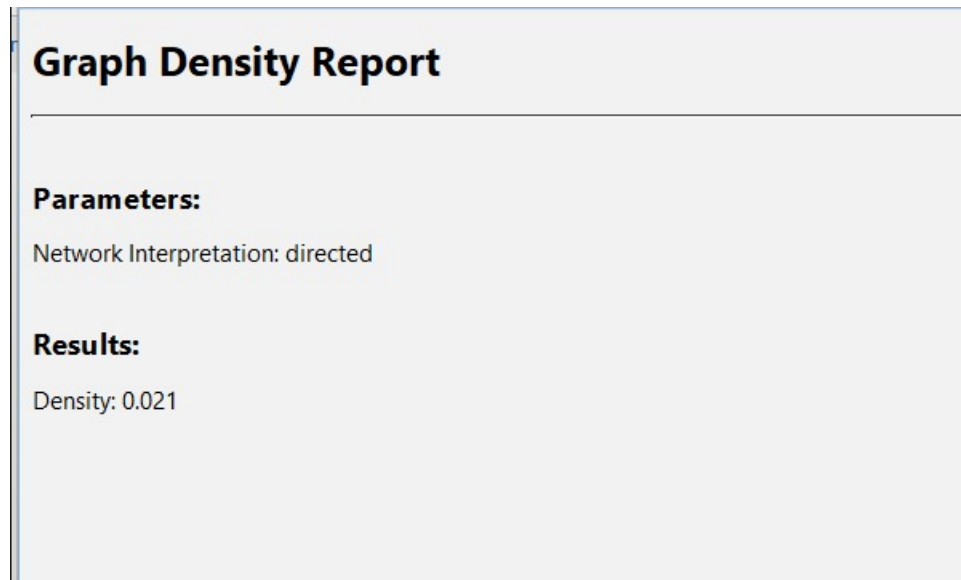 Graph Density Report
Parameters:
Network Interpretation: directed
Results:
Density: 0.021